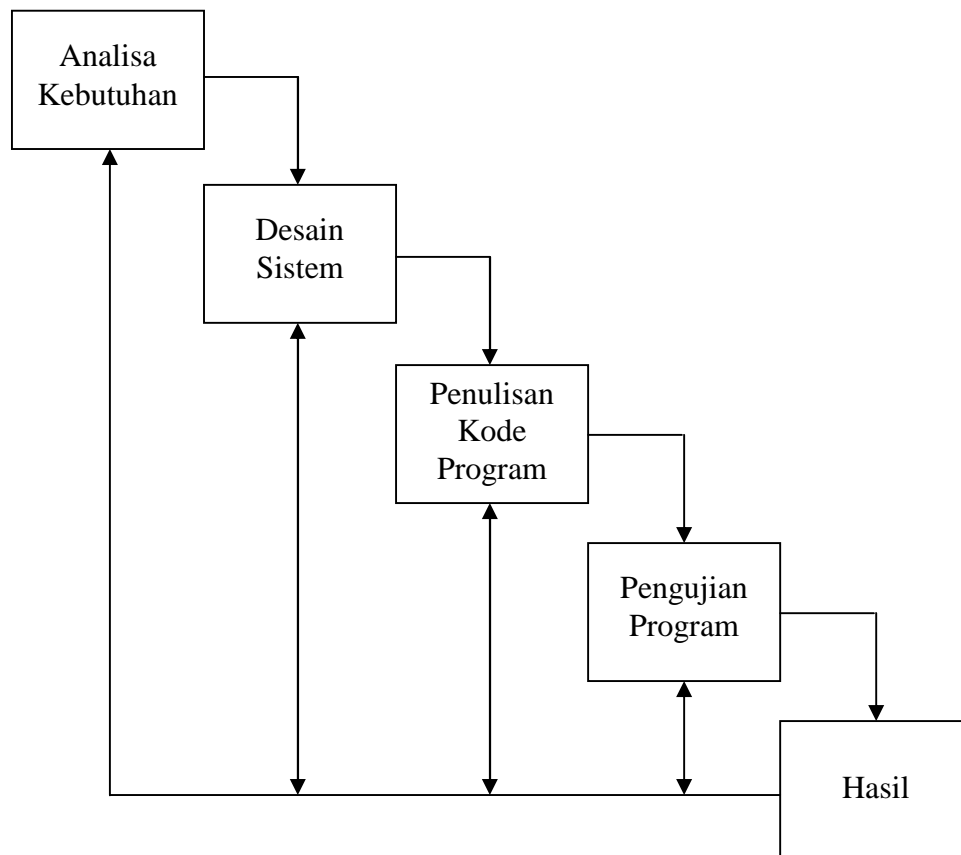 Analisa
Kebutuhan
Desain
Sistem
Penulisan
Kode
Program
Pengujian
Program
Hasil